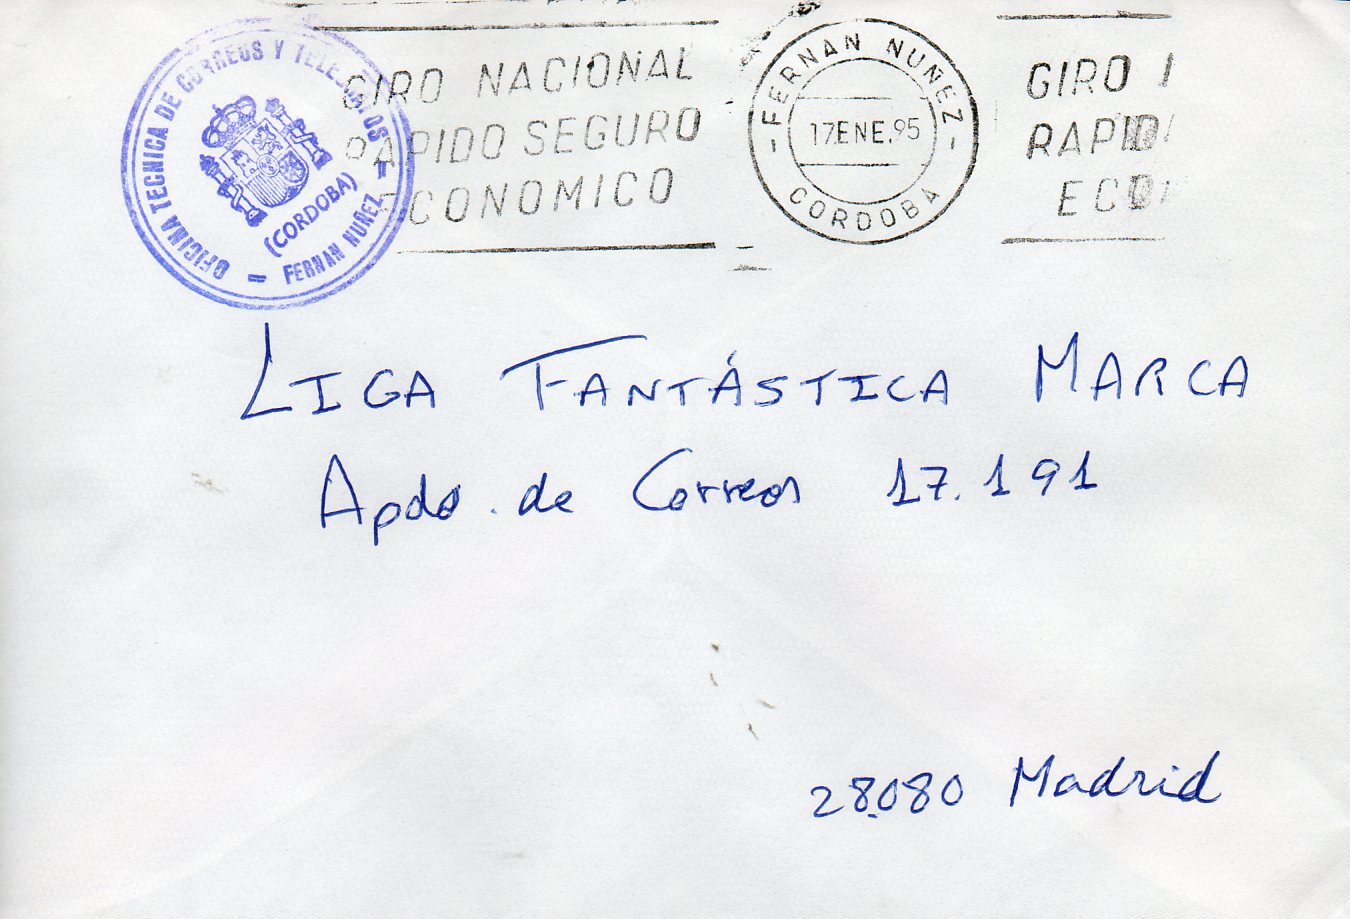 OFICINA TECNICA DE CORREOS Y TELEGRAFOS
(CORDOBA)
FERNAN NUÑEZ
GIRO NACIONAL
RAPIDO SEGURO
ECONOMICO
- FERNAN NUÑEZ -
17 ENE. 95
CORDOBA
GIRO
RAPID
ECO
LIGA FANTÁSTICA MARCA
Apdo. de Correos 17.191
28080 Madrid